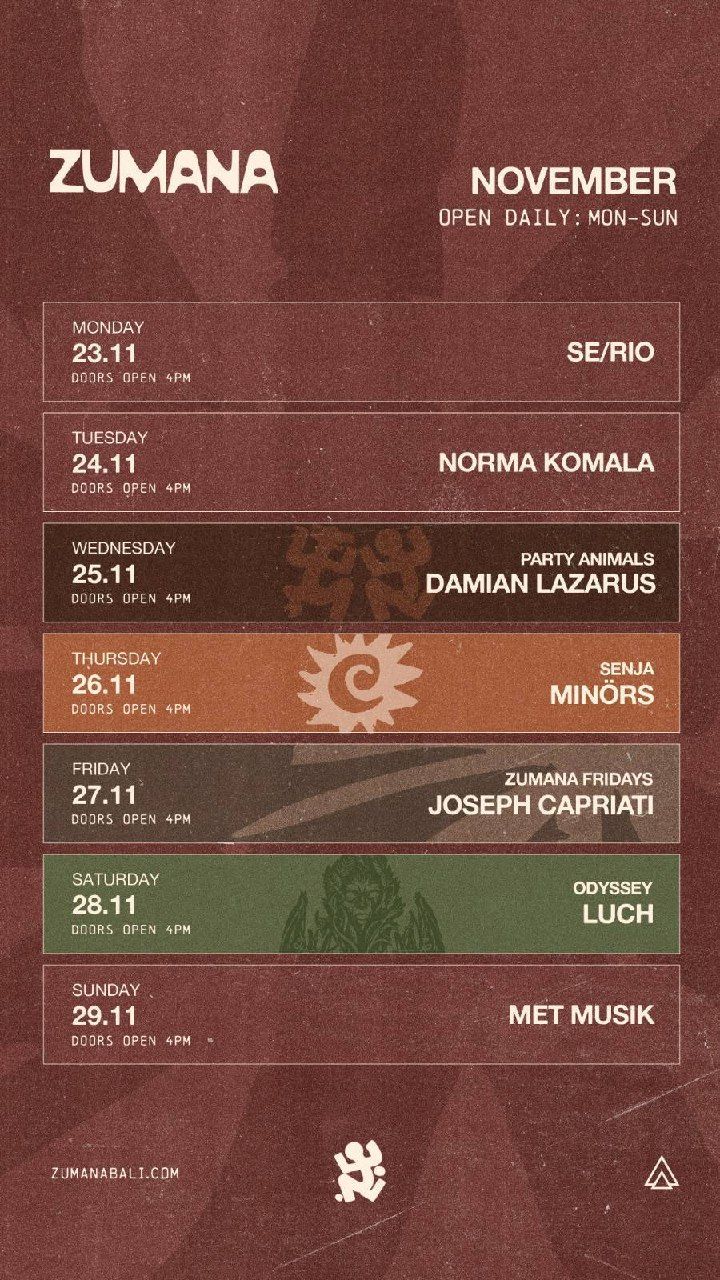 ZUMANA
NOVEMBER
OPEN DAILY: MON-SUN
MONDAY
23.11
DOORS OPEN 4PM
SE/RIO
TUESDAY
24.11
DOORS OPEN 4PM
NORMA KOMALA
WEDNESDAY
25.11
DOORS OPEN 4PM
PARTY ANIMALS
DAMIAN LAZARUS
THURSDAY
26.11
DOORS OPEN 4PM
SENJA
MINÖRS
FRIDAY
27.11
DOORS OPEN 4PM
ZUMANA FRIDAYS
JOSEPH CAPRIATI
SATURDAY
28.11
DOORS OPEN 4PM
ODYSSEY
LUCH
SUNDAY
29.11
DOORS OPEN 4PM
MET MUSIK
ZUMANABALI.COM